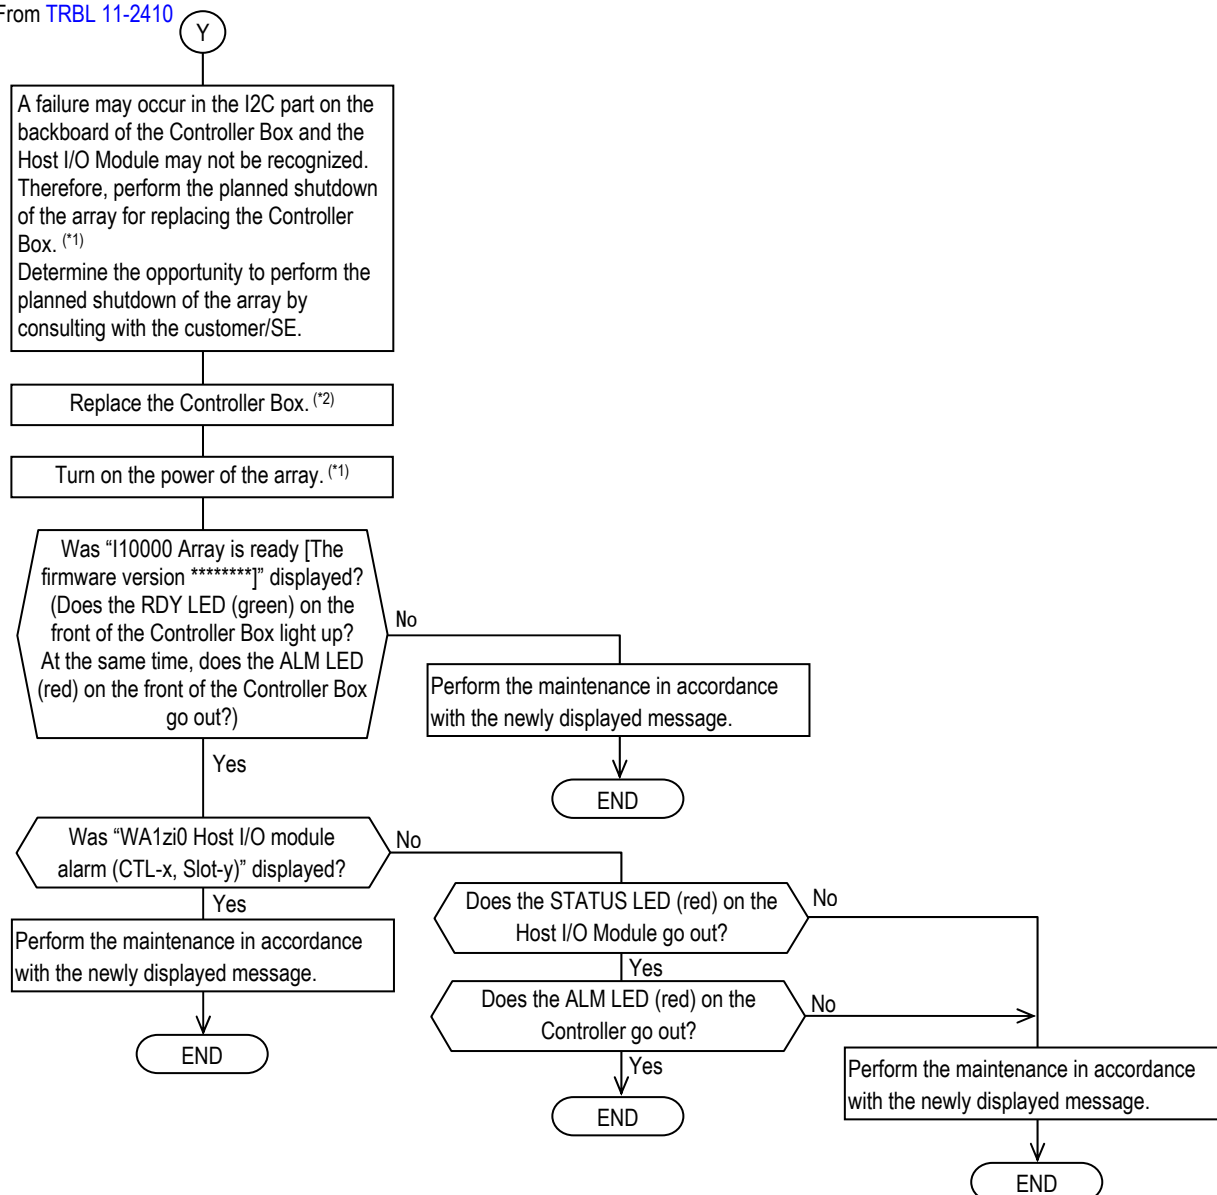 From TRBL 11-2410
Y
A failure may occur in the I2C part on the
backboard of the Controller Box and the
Host I/O Module may not be recognized.
Therefore, perform the planned shutdown
of the array for replacing the Controller
Box. (*1)
Determine the opportunity to perform the
planned shutdown of the array by
consulting with the customer/SE.
Replace the Controller Box. (*2)
Turn on the power of the array. (*1)
Was “I10000 Array is ready [The
firmware version ********]” displayed?
(Does the RDY LED (green) on the
front of the Controller Box light up?
At the same time, does the ALM LED
(red) on the front of the Controller Box
go out?)
No
Perform the maintenance in accordance
with the newly displayed message.
END
Yes
Was “WA1zi0 Host I/O module
alarm (CTL-x, Slot-y)” displayed?
No
Yes
Perform the maintenance in accordance
with the newly displayed message.
END
Does the STATUS LED (red) on the
Host I/O Module go out?
No
Yes
Does the ALM LED (red) on the
Controller go out?
No
Yes
END
Perform the maintenance in accordance
with the newly displayed message.
END